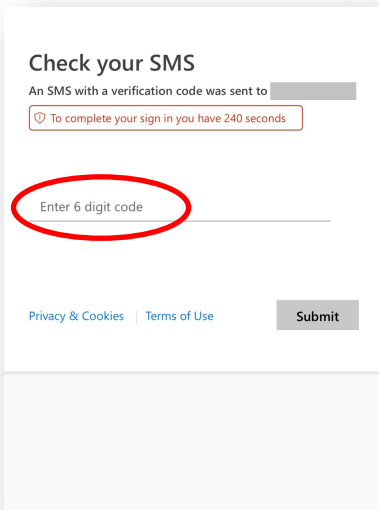 Check your SMS
An SMS with a verification code was sent to
To complete your sign in you have 240 seconds
Enter 6 digit code
Privacy & Cookies | Terms of Use
Submit